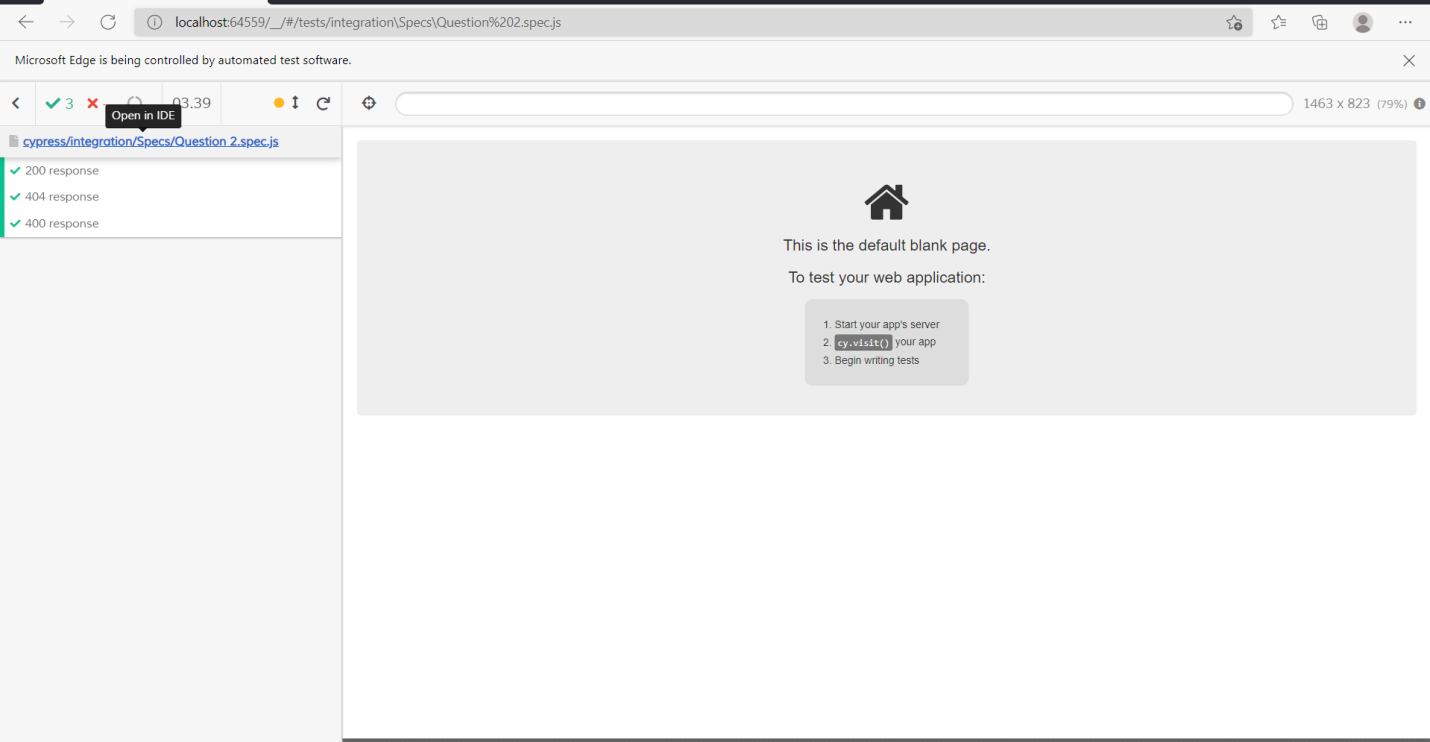 localhost:64559/__/#/tests/integration\Specs\Question%202.spec.js
Microsoft Edge is being controlled by automated test software.
3
03.39
1463 x 823 (79%)
Open in IDE
cypress/integration/Specs/Question 2.spec.js
200 response
404 response
400 response
This is the default blank page.
To test your web application:
1. Start your app's server
2. cy.visit() your app
3. Begin writing tests